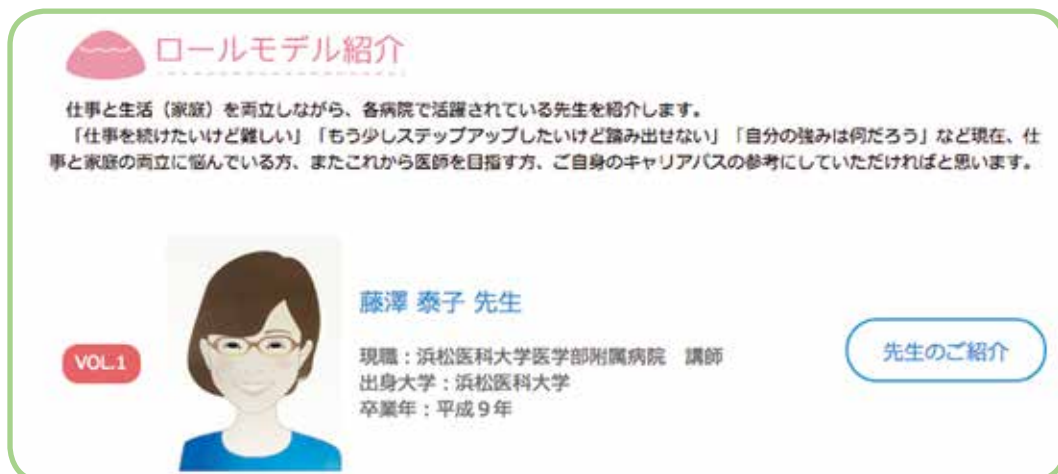 ロールモデル紹介
仕事と生活（家庭）を両立しながら、各病院で活躍されている先生を紹介します。
「仕事を続けたいけど難しい」「もう少しステップアップしたいけど踏み出せない」「自分の強みは何だろう」など現在、仕
事と家庭の両立に悩んでいる方、またこれから医師を目指す方、ご自身のキャリアパスの参考にしていただければと思います。
VOL.1
藤澤 泰子 先生
現職：浜松医科大学医学部附属病院　講師
出身大学：浜松医科大学
卒業年：平成９年
先生のご紹介